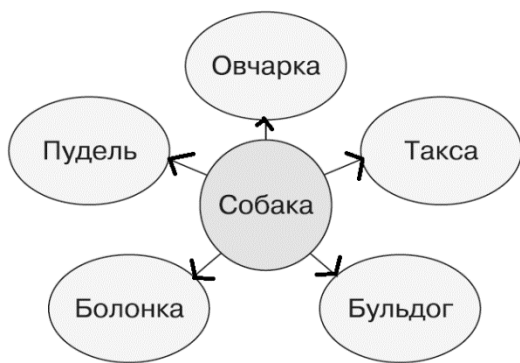 Овчарка
Пудель
Такса
Собака
Болонка
Бульдог